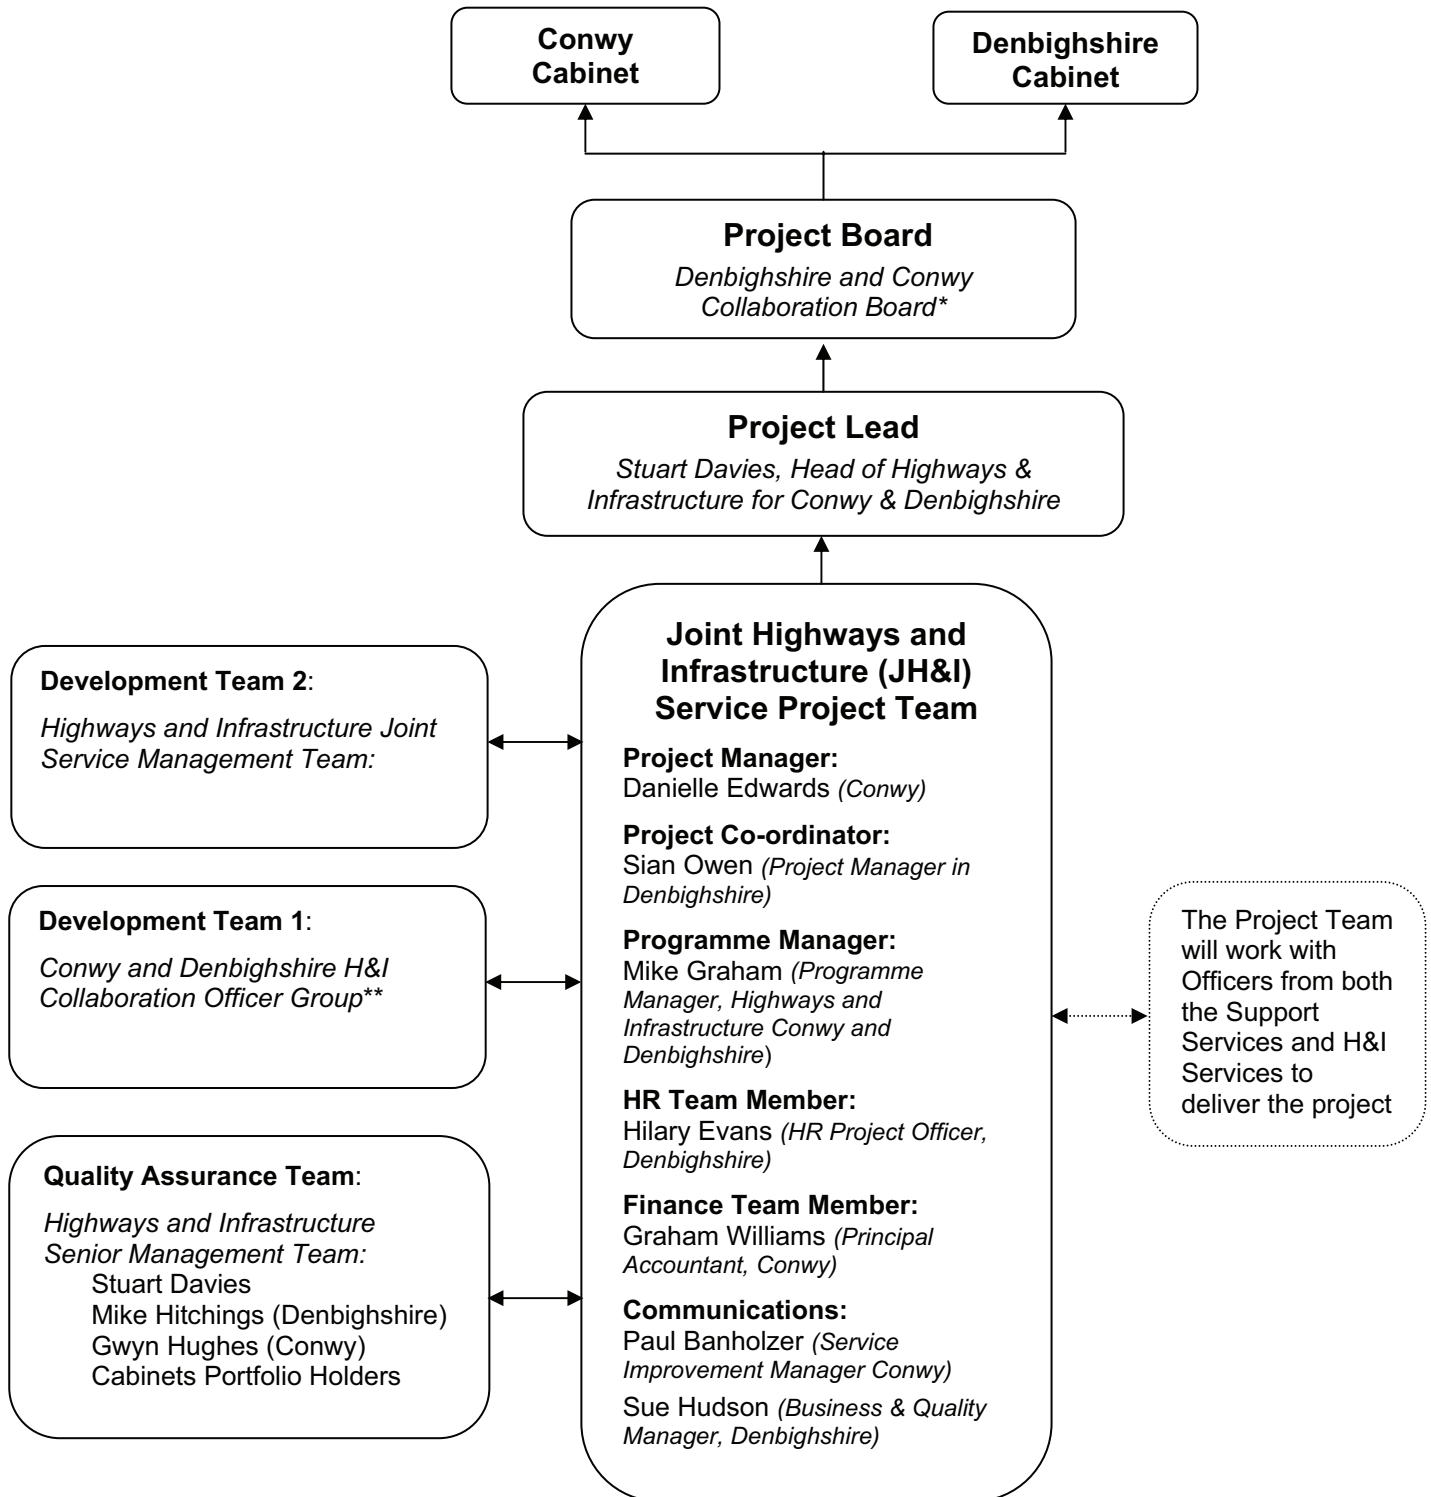 Conwy
Cabinet
Denbighshire
Cabinet
Project Board
Denbighshire and Conwy
Collaboration Board*
Project Lead
Stuart Davies, Head of Highways &
Infrastructure for Conwy & Denbighshire
Joint Highways and
Infrastructure (JH&I)
Service Project Team
Project Manager:
Danielle Edwards (Conwy)
Project Co-ordinator:
Sian Owen (Project Manager in
Denbighshire)
Programme Manager:
Mike Graham (Programme
Manager, Highways and
Infrastructure Conwy and
Denbighshire)
HR Team Member:
Hilary Evans (HR Project Officer,
Denbighshire)
Finance Team Member:
Graham Williams (Principal
Accountant, Conwy)
Communications:
Paul Banholzer (Service
Improvement Manager Conwy)
Sue Hudson (Business & Quality
Manager, Denbighshire)
Development Team 2:
Highways and Infrastructure Joint
Service Management Team:
Development Team 1:
Conwy and Denbighshire H&I
Collaboration Officer Group**
Quality Assurance Team:
Highways and Infrastructure
Senior Management Team:
Stuart Davies
Mike Hitchings (Denbighshire)
Gwyn Hughes (Conwy)
Cabinets Portfolio Holders
The Project Team
will work with
Officers from both
the Support
Services and H&I
Services to
deliver the project